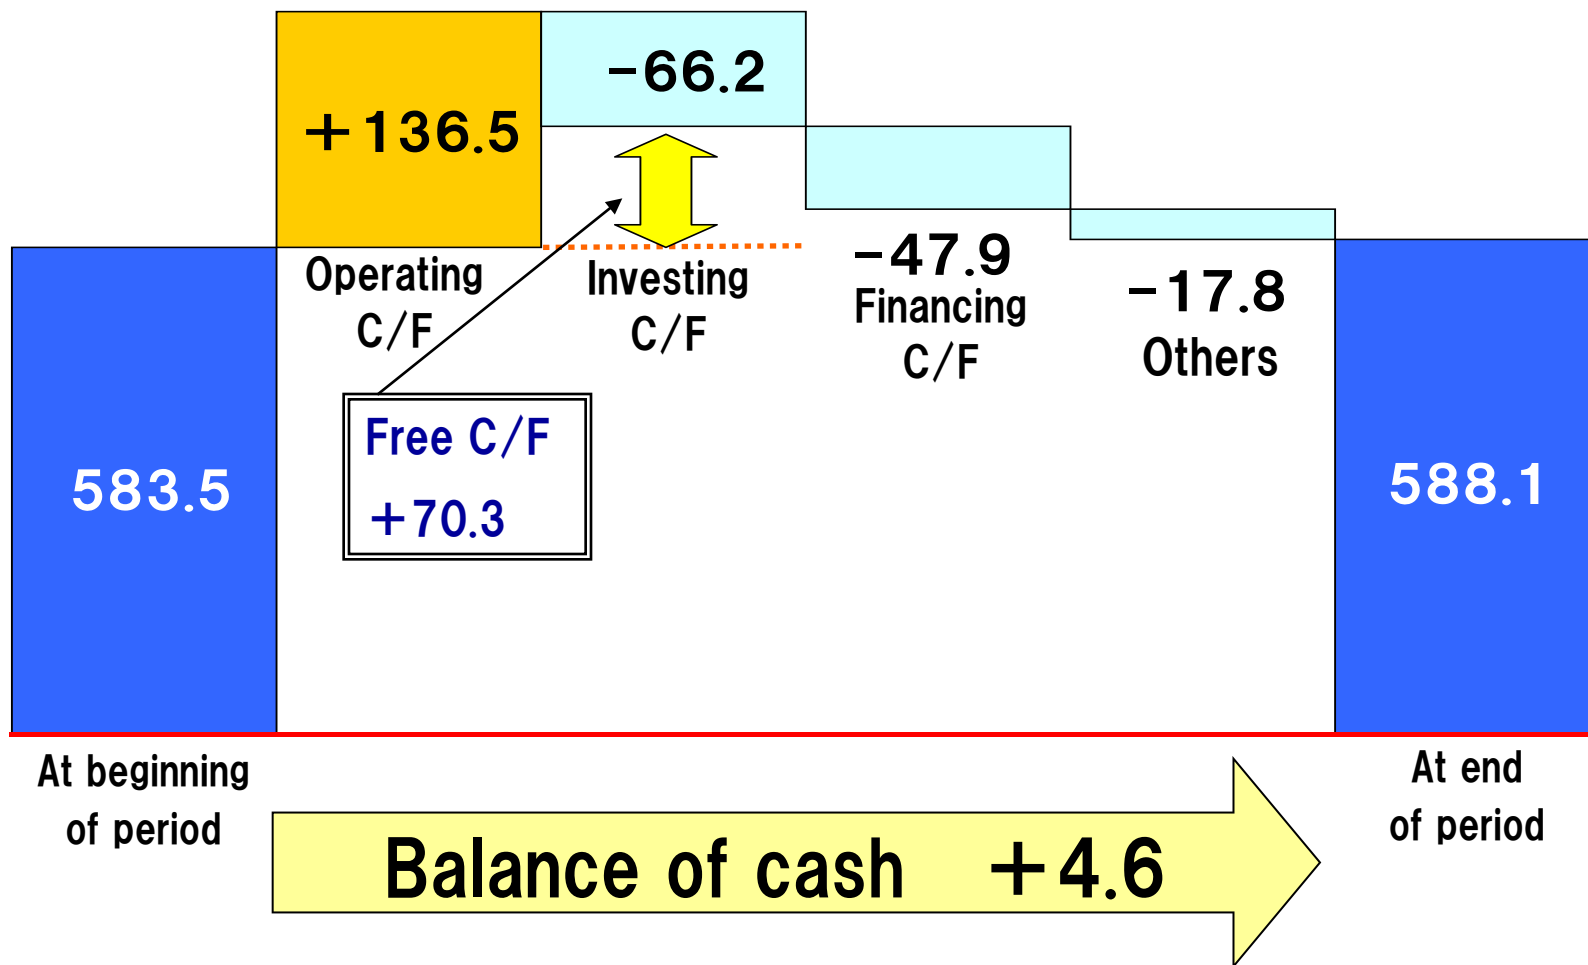 +136.5
-66.2
Operating
C/F
Investing
C/F
-47.9
Financing
C/F
-17.8
Others
Free C/F
+70.3
583.5
588.1
At beginning
of period
At end
of period
Balance of cash +4.6